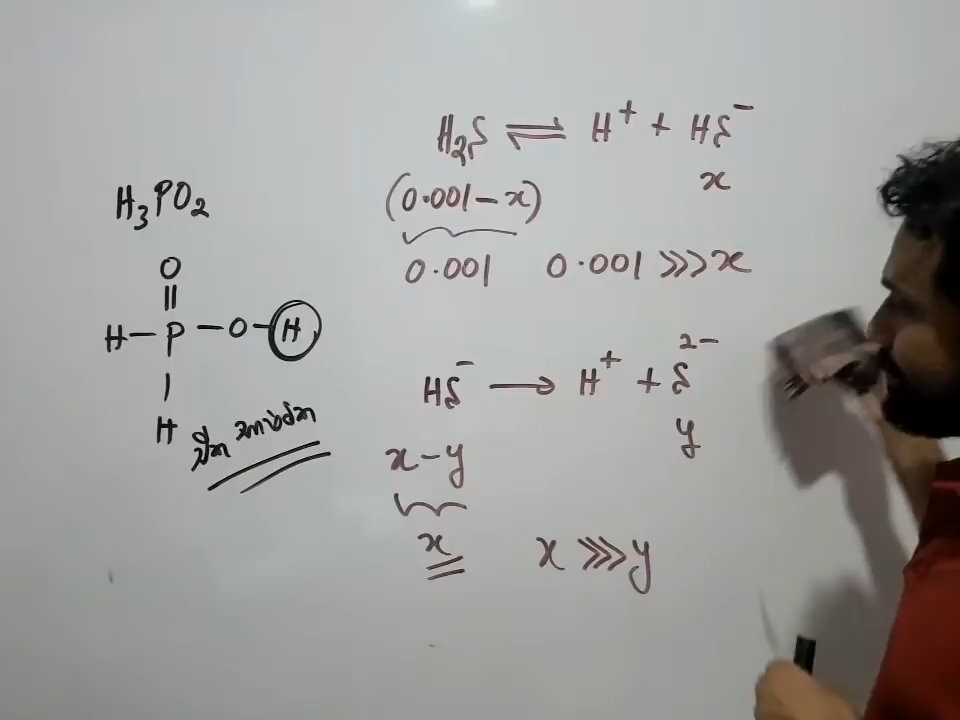 H₃PO₂
O
||
H—P—O—H
|
H
H₂S ⇌ H⁺ + HS⁻
(0.001 – x) x
0.001 0.001 >>> x
HS⁻ → H⁺ + S²⁻
x – y y
x x >>> y